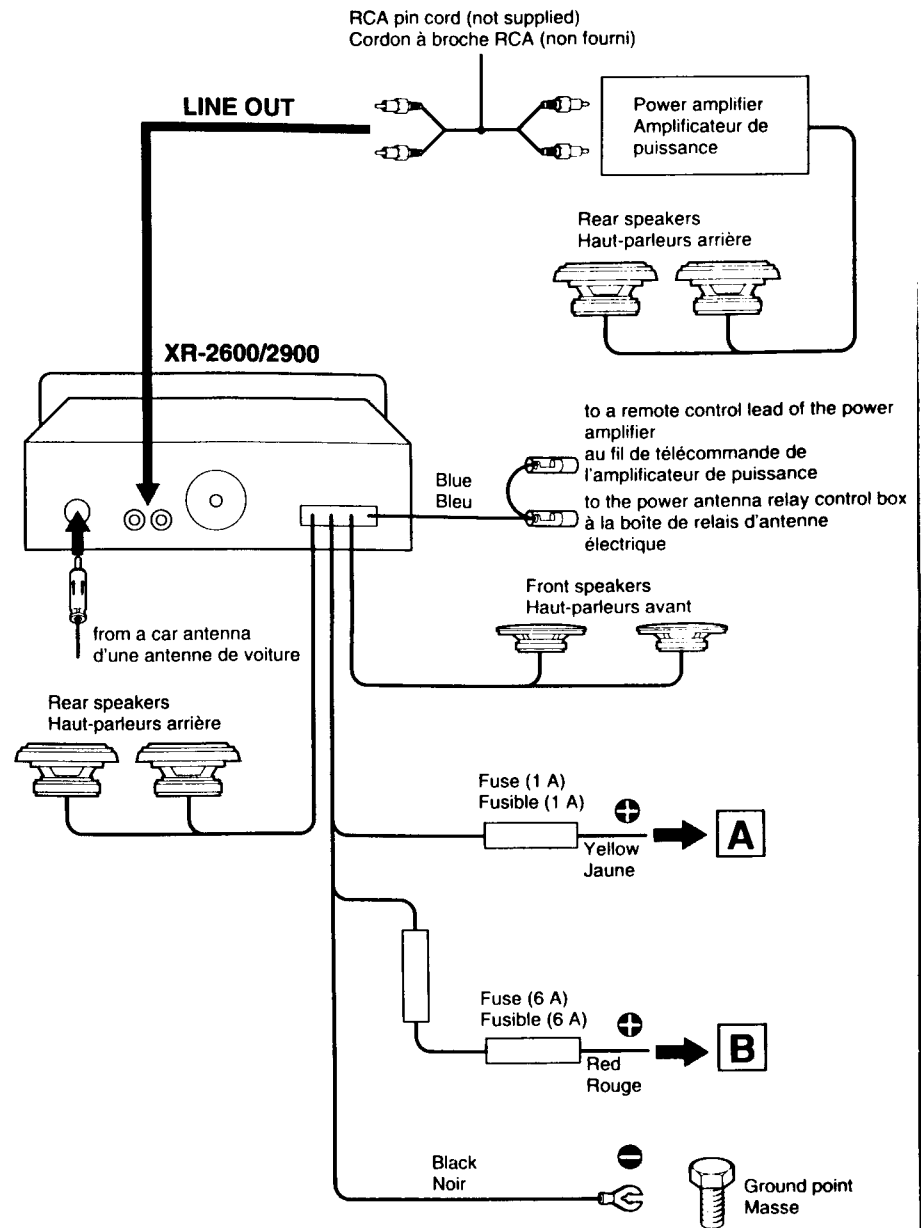 RCA pin cord (not supplied)
Cordon à broche RCA (non fourni)
LINE OUT
Power amplifier
Amplificateur de
puissance
Rear speakers
Haut-parleurs arrière
XR-2600/2900
to a remote control lead of the power
amplifier
au fil de télécommande de
l'amplificateur de puissance
Blue
Bleu
to the power antenna relay control box
à la boîte de relais d'antenne
électrique
Front speakers
Haut-parleurs avant
from a car antenna
d'une antenne de voiture
Rear speakers
Haut-parleurs arrière
Fuse (1 A)
Fusible (1 A)
Yellow
Jaune
A
Fuse (6 A)
Fusible (6 A)
Red
Rouge
B
Black
Noir
Ground point
Masse